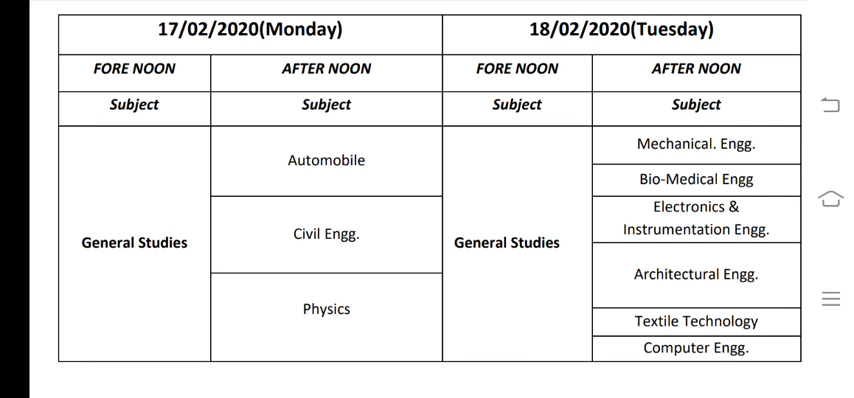 17/02/2020(Monday)
18/02/2020(Tuesday)
FORE NOON
AFTER NOON
FORE NOON
AFTER NOON
Subject
Subject
Subject
Subject
General Studies
Automobile
Civil Engg.
Physics
General Studies
Mechanical. Engg.
Bio-Medical Engg
Electronics &
Instrumentation Engg.
Architectural Engg.
Textile Technology
Computer Engg.